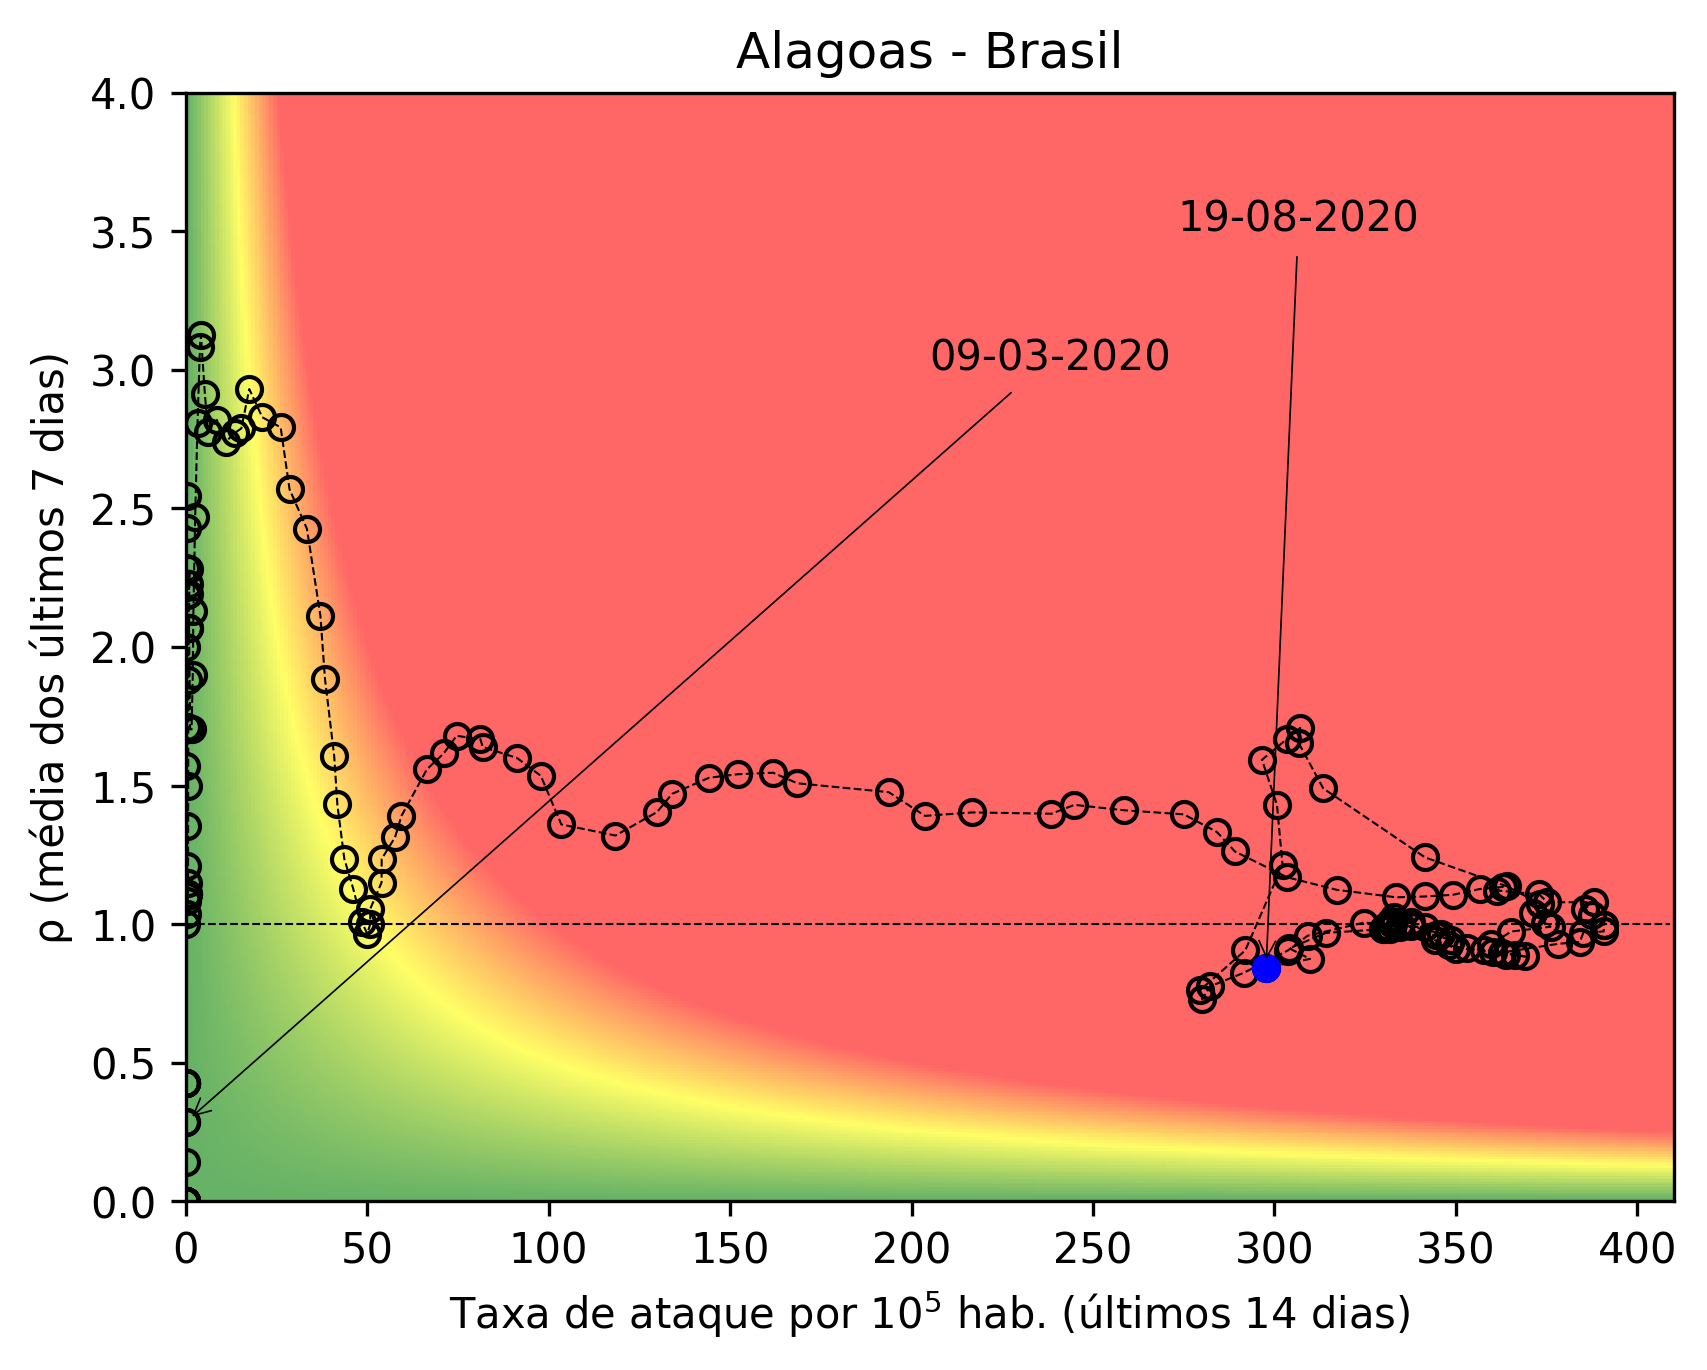 Alagoas - Brasil
4.0
3.5
3.0
2.5
2.0
1.5
1.0
0.5
0.0
ρ (média dos últimos 7 dias)
19-08-2020
09-03-2020
0 50 100 150 200 250 300 350 400
Taxa de ataque por 10⁵ hab. (últimos 14 dias)